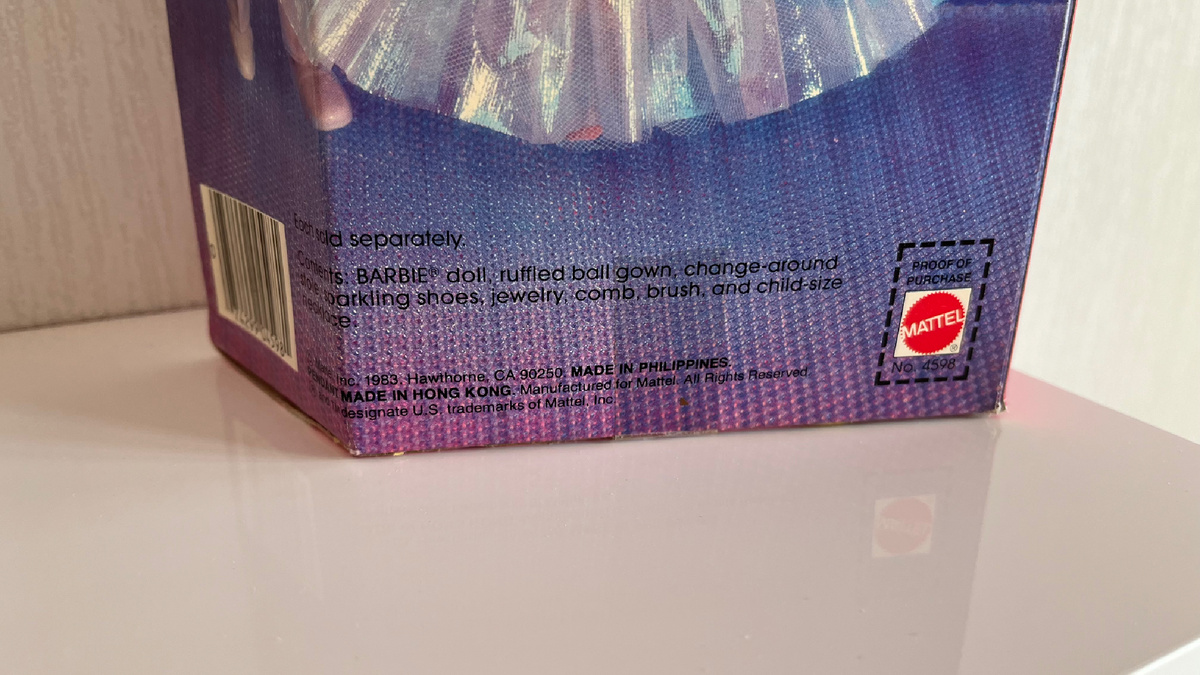 Each sold separately.
Contents: BARBIE® doll, ruffled ball gown, change-around
sparkling shoes, jewelry, comb, brush, and child-size
Inc. 1983, Hawthorne, CA 90250. MADE IN PHILIPPINES.
MADE IN HONG KONG. Manufactured for Mattel. All Rights Reserved.
and designate U.S. trademarks of Mattel, Inc.
PROOF OF
PURCHASE
MATTEL®
No. 4598